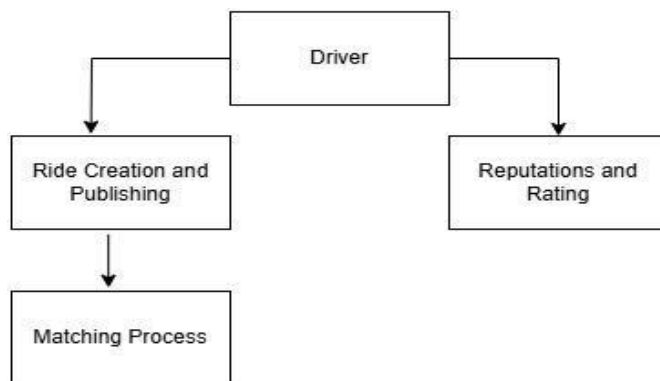 Driver
Ride Creation and
Publishing
Reputations and
Rating
Matching Process